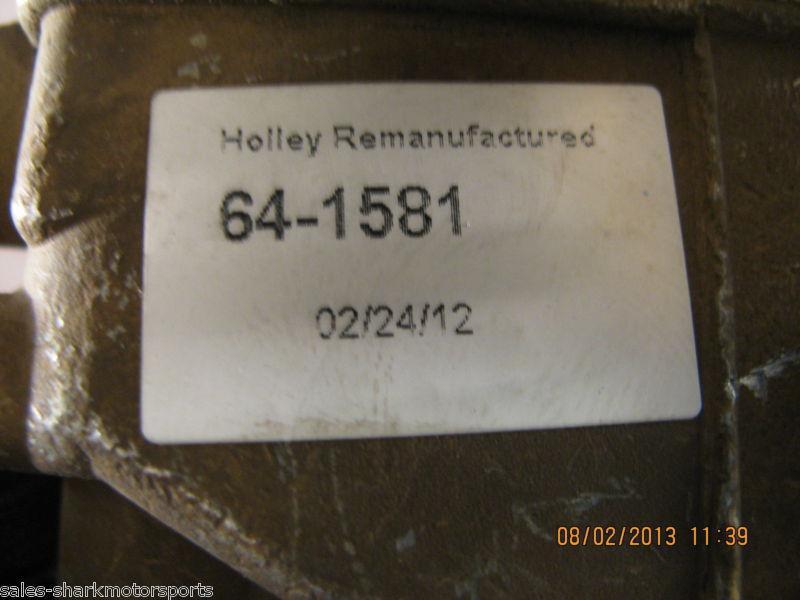 Holley Remanufactured
64-1581
02/24/12
08/02/2013 11:39
sales-sharkmotorsports